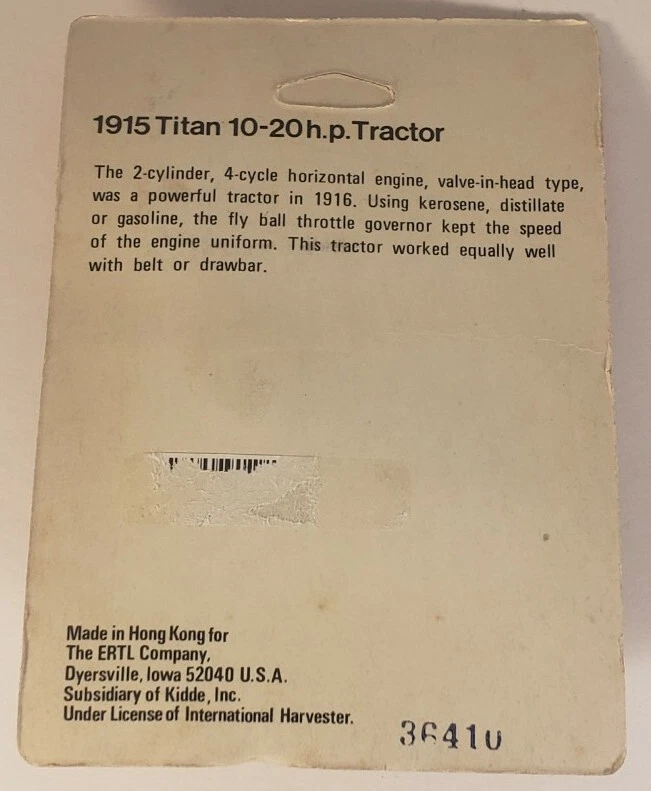 1915 Titan 10-20 h.p. Tractor
The 2-cylinder, 4-cycle horizontal engine, valve-in-head type,
was a powerful tractor in 1916. Using kerosene, distillate
or gasoline, the fly ball throttle governor kept the speed
of the engine uniform. This tractor worked equally well
with belt or drawbar.
Made in Hong Kong for
The ERTL Company,
Dyersville, Iowa 52040 U.S.A.
Subsidiary of Kidde, Inc.
Under License of International Harvester.
36410